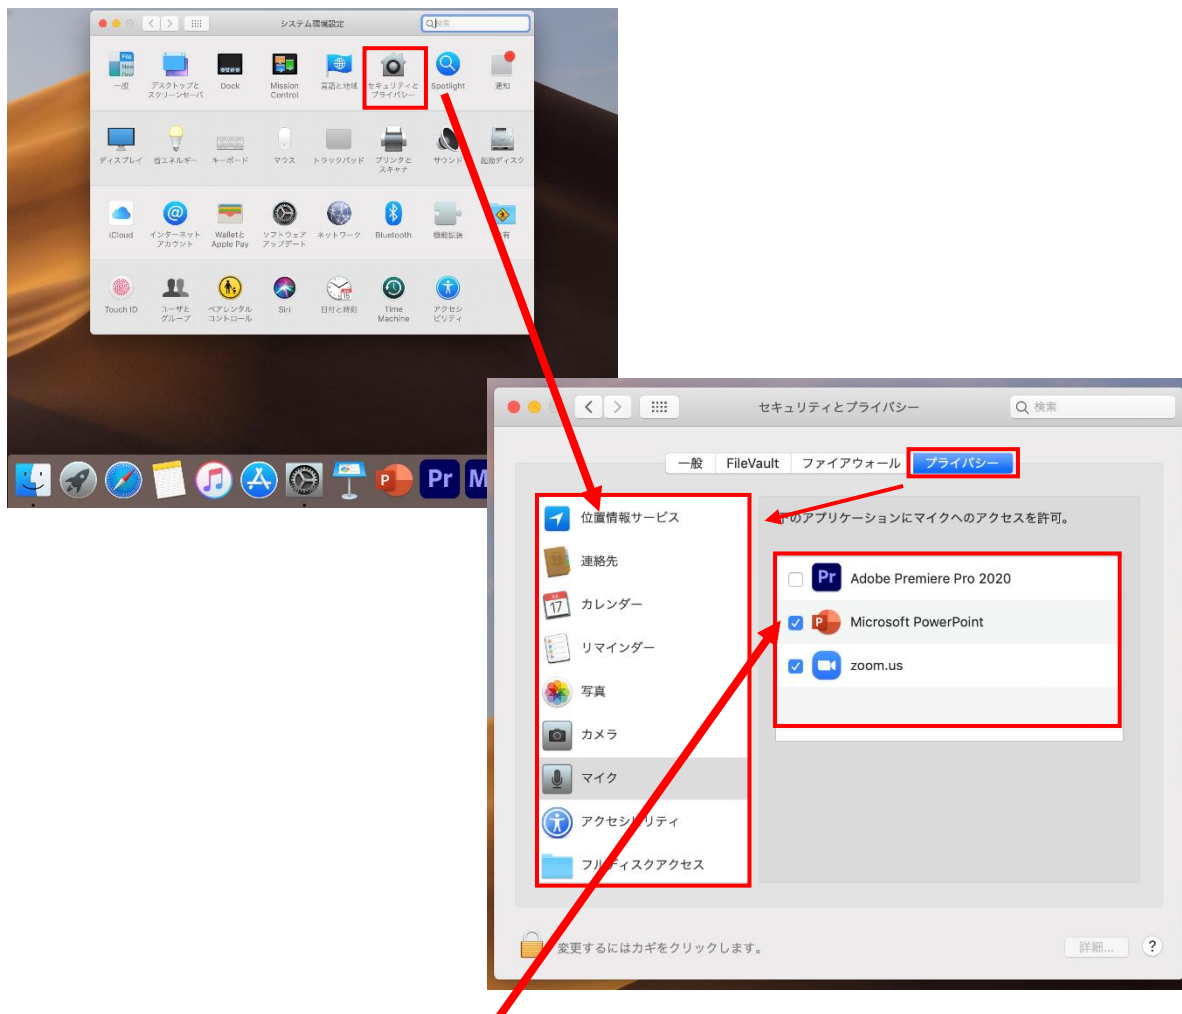 システム環境設定
検索
File
New
一般
デスクトップと
スクリーンセーバ
Dock
Mission
Control
言語と地域
セキュリティと
プライバシー
Spotlight
通知
ディスプレイ
省エネルギー
キーボード
マウス
トラックパッド
プリンタと
スキャナ
サウンド
起動ディスク
iCloud
インターネット
アカウント
Walletと
Apple Pay
ソフトウェア
アップデート
ネットワーク
Bluetooth
機能拡張
有
Touch ID
ユーザと
グループ
ペアレンタル
コントロール
Siri
日付と時刻
Time
Machine
アクセシ
ビリティ
P
Pr
M
セキュリティとプライバシー
検索
一般
FileVault
ファイアウォール
プライバシー
位置情報サービス
連絡先
17
カレンダー
リマインダー
写真
カメラ
マイク
アクセシビリティ
フルディスクアクセス
下のアプリケーションにマイクへのアクセスを許可。
Pr
Adobe Premiere Pro 2020
P
Microsoft PowerPoint
zoom.us
変更するにはカギをクリックします。
詳細...
?